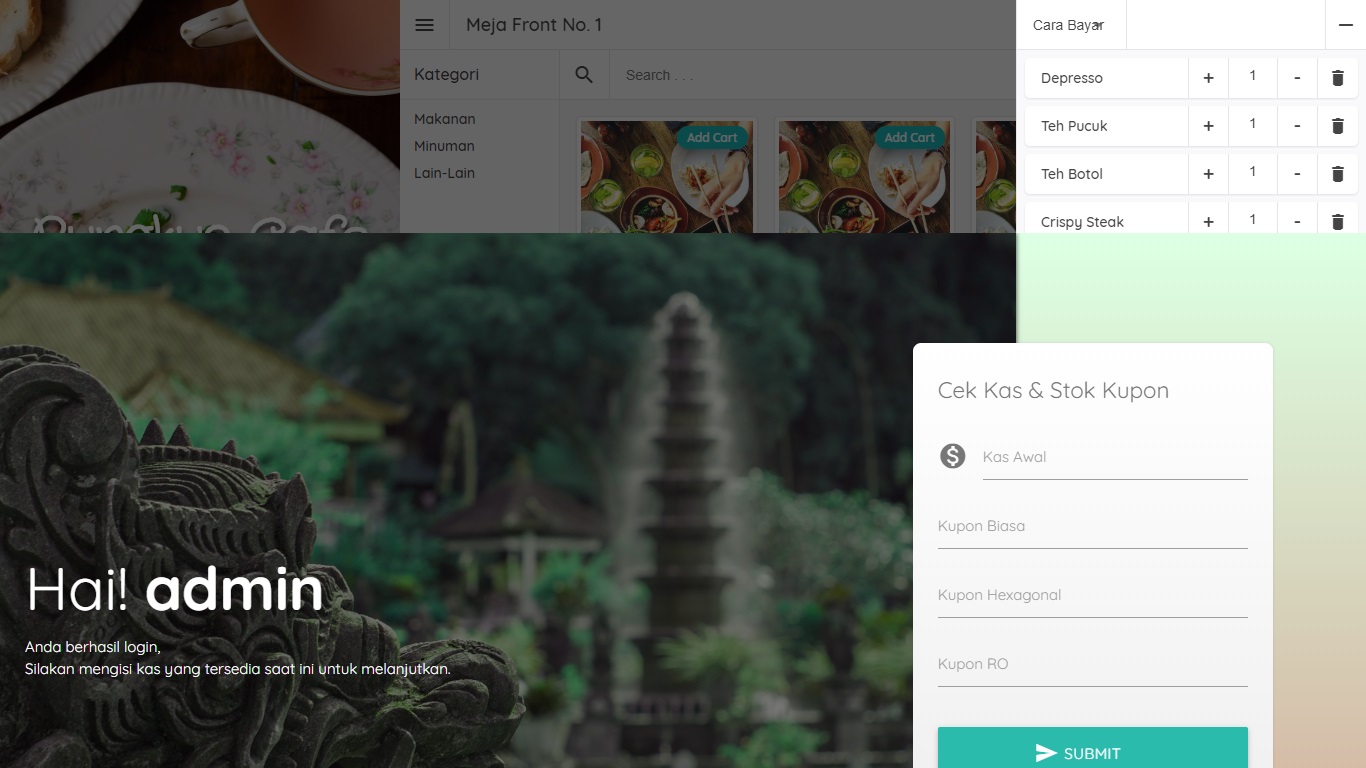 Meja Front No. 1
Cara Bayar
Kategori
Search . . .
Makanan
Minuman
Lain-Lain
Add Cart
Add Cart
Depresso
+
1
-
Teh Pucuk
+
1
-
Teh Botol
+
1
-
Crispy Steak
+
1
-
Cafe
Hai! admin
Anda berhasil login,
Silakan mengisi kas yang tersedia saat ini untuk melanjutkan.
Cek Kas & Stok Kupon
Kas Awal
Kupon Biasa
Kupon Hexagonal
Kupon RO
SUBMIT